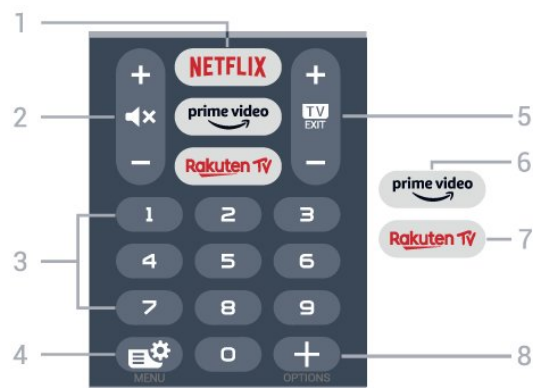 1
NETFLIX
+ +
2 prime video TV EXIT 5
- - 6
prime video
Rakuten TV
1 2 3
Rakuten TV 7
3
4 5 6
7 8 9
4 0 + 8
MENU OPTIONS